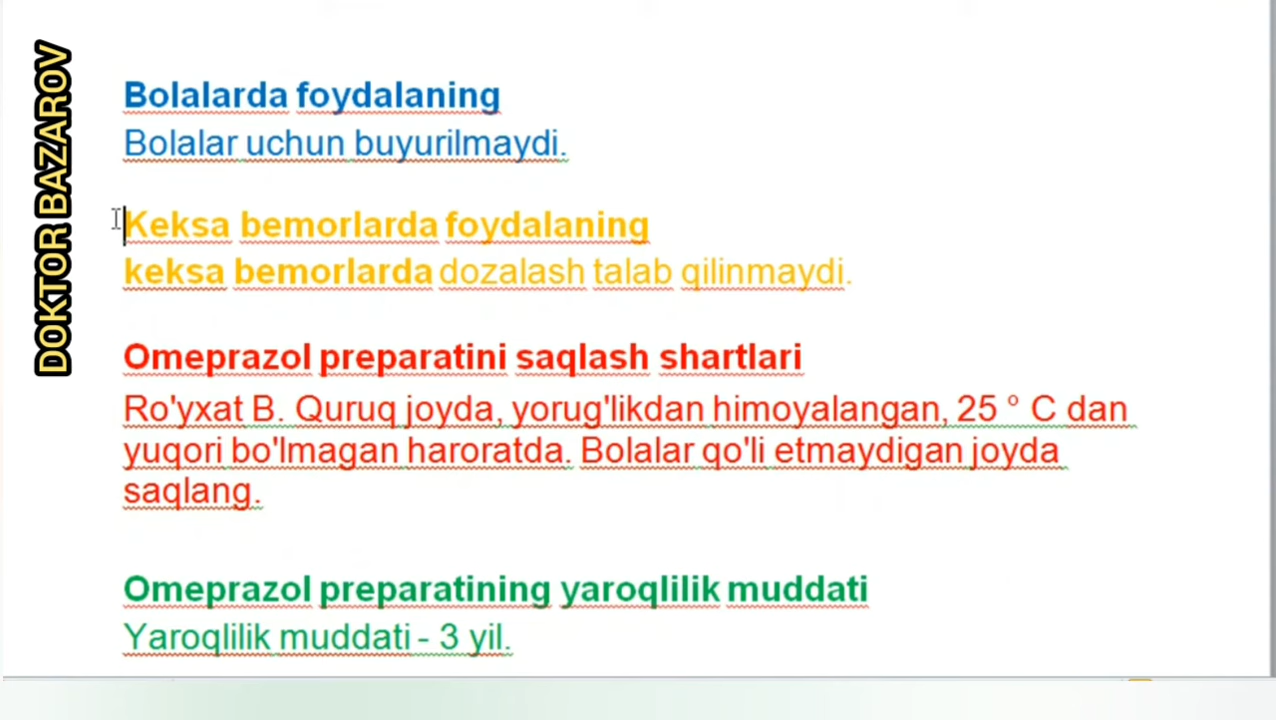 DOKTOR BAZAROV
Bolalarda foydalaning
Bolalar uchun buyurilmaydi.
Keksa bemorlarda foydalaning
keksa bemorlarda dozalash talab qilinmaydi.
Omeprazol preparatini saqlash shartlari
Ro'yxat B. Quruq joyda, yorug'likdan himoyalangan, 25 ° C dan
yuqori bo'lmagan haroratda. Bolalar qo'li etmaydigan joyda
saqlang.
Omeprazol preparatining yaroqlilik muddati
Yaroqlilik muddati - 3 yil.